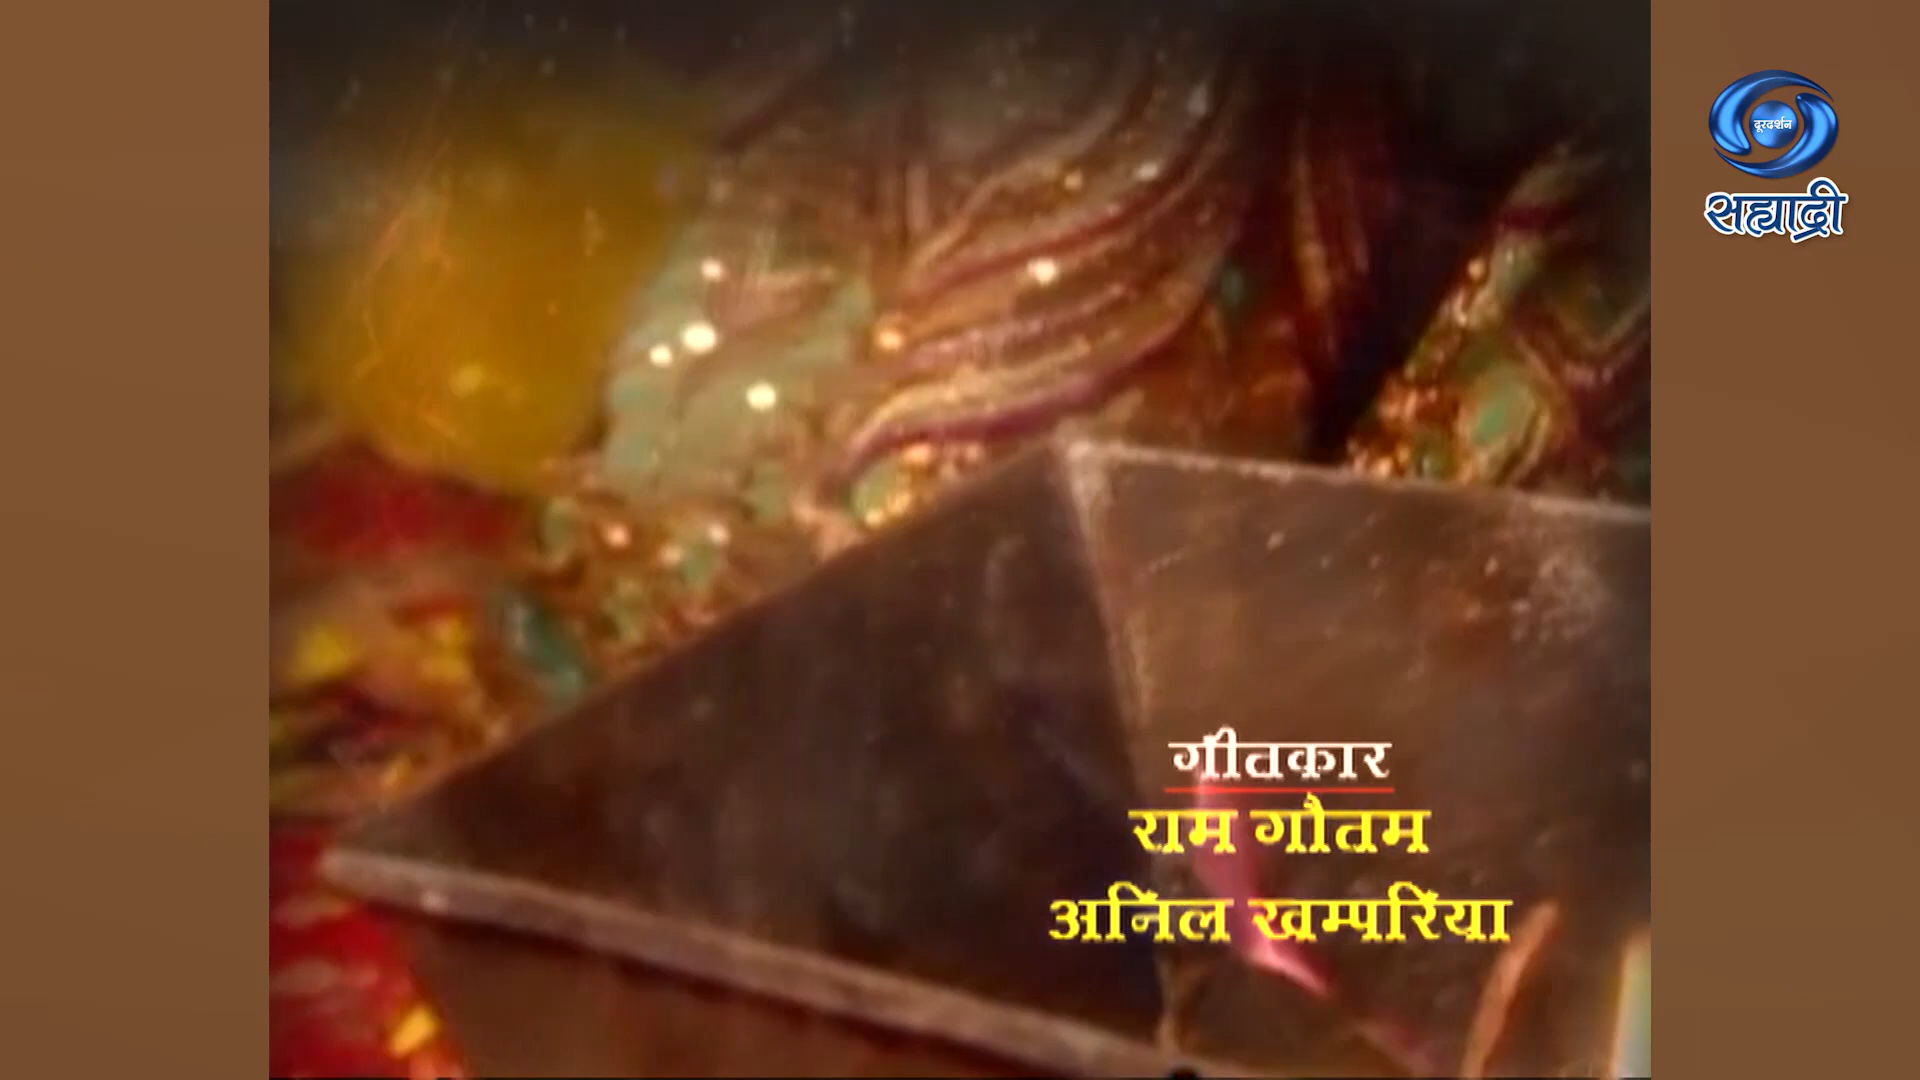 दूरदर्शन
सह्याद्री
गीतकार
राम गौतम
अनिल खम्परिया